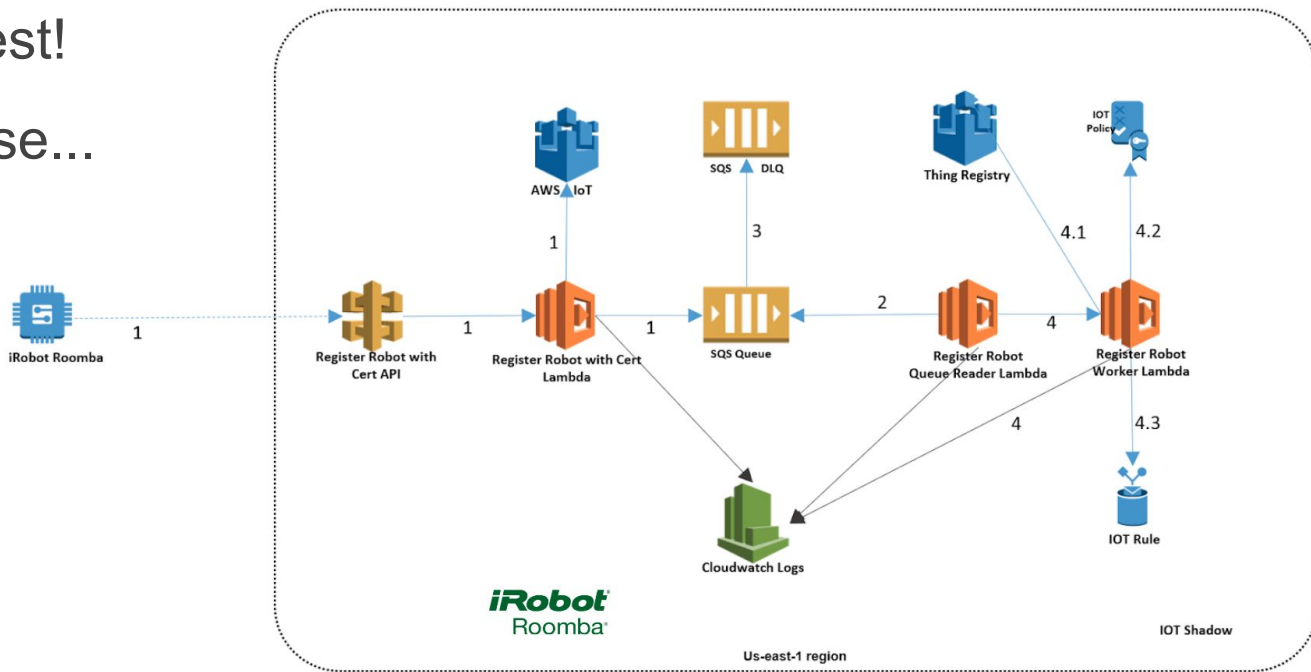 est!
se...
IOT
Policy
AWS IoT
SQS DLQ
Thing Registry
1
3
4.1
4.2
iRobot Roomba
1
Register Robot with
Cert API
1
Register Robot with Cert
Lambda
1
SQS Queue
2
Register Robot
Queue Reader Lambda
4
Register Robot
Worker Lambda
4
4.3
Cloudwatch Logs
IOT Rule
iRobot
Roomba
IOT Shadow
Us-east-1 region